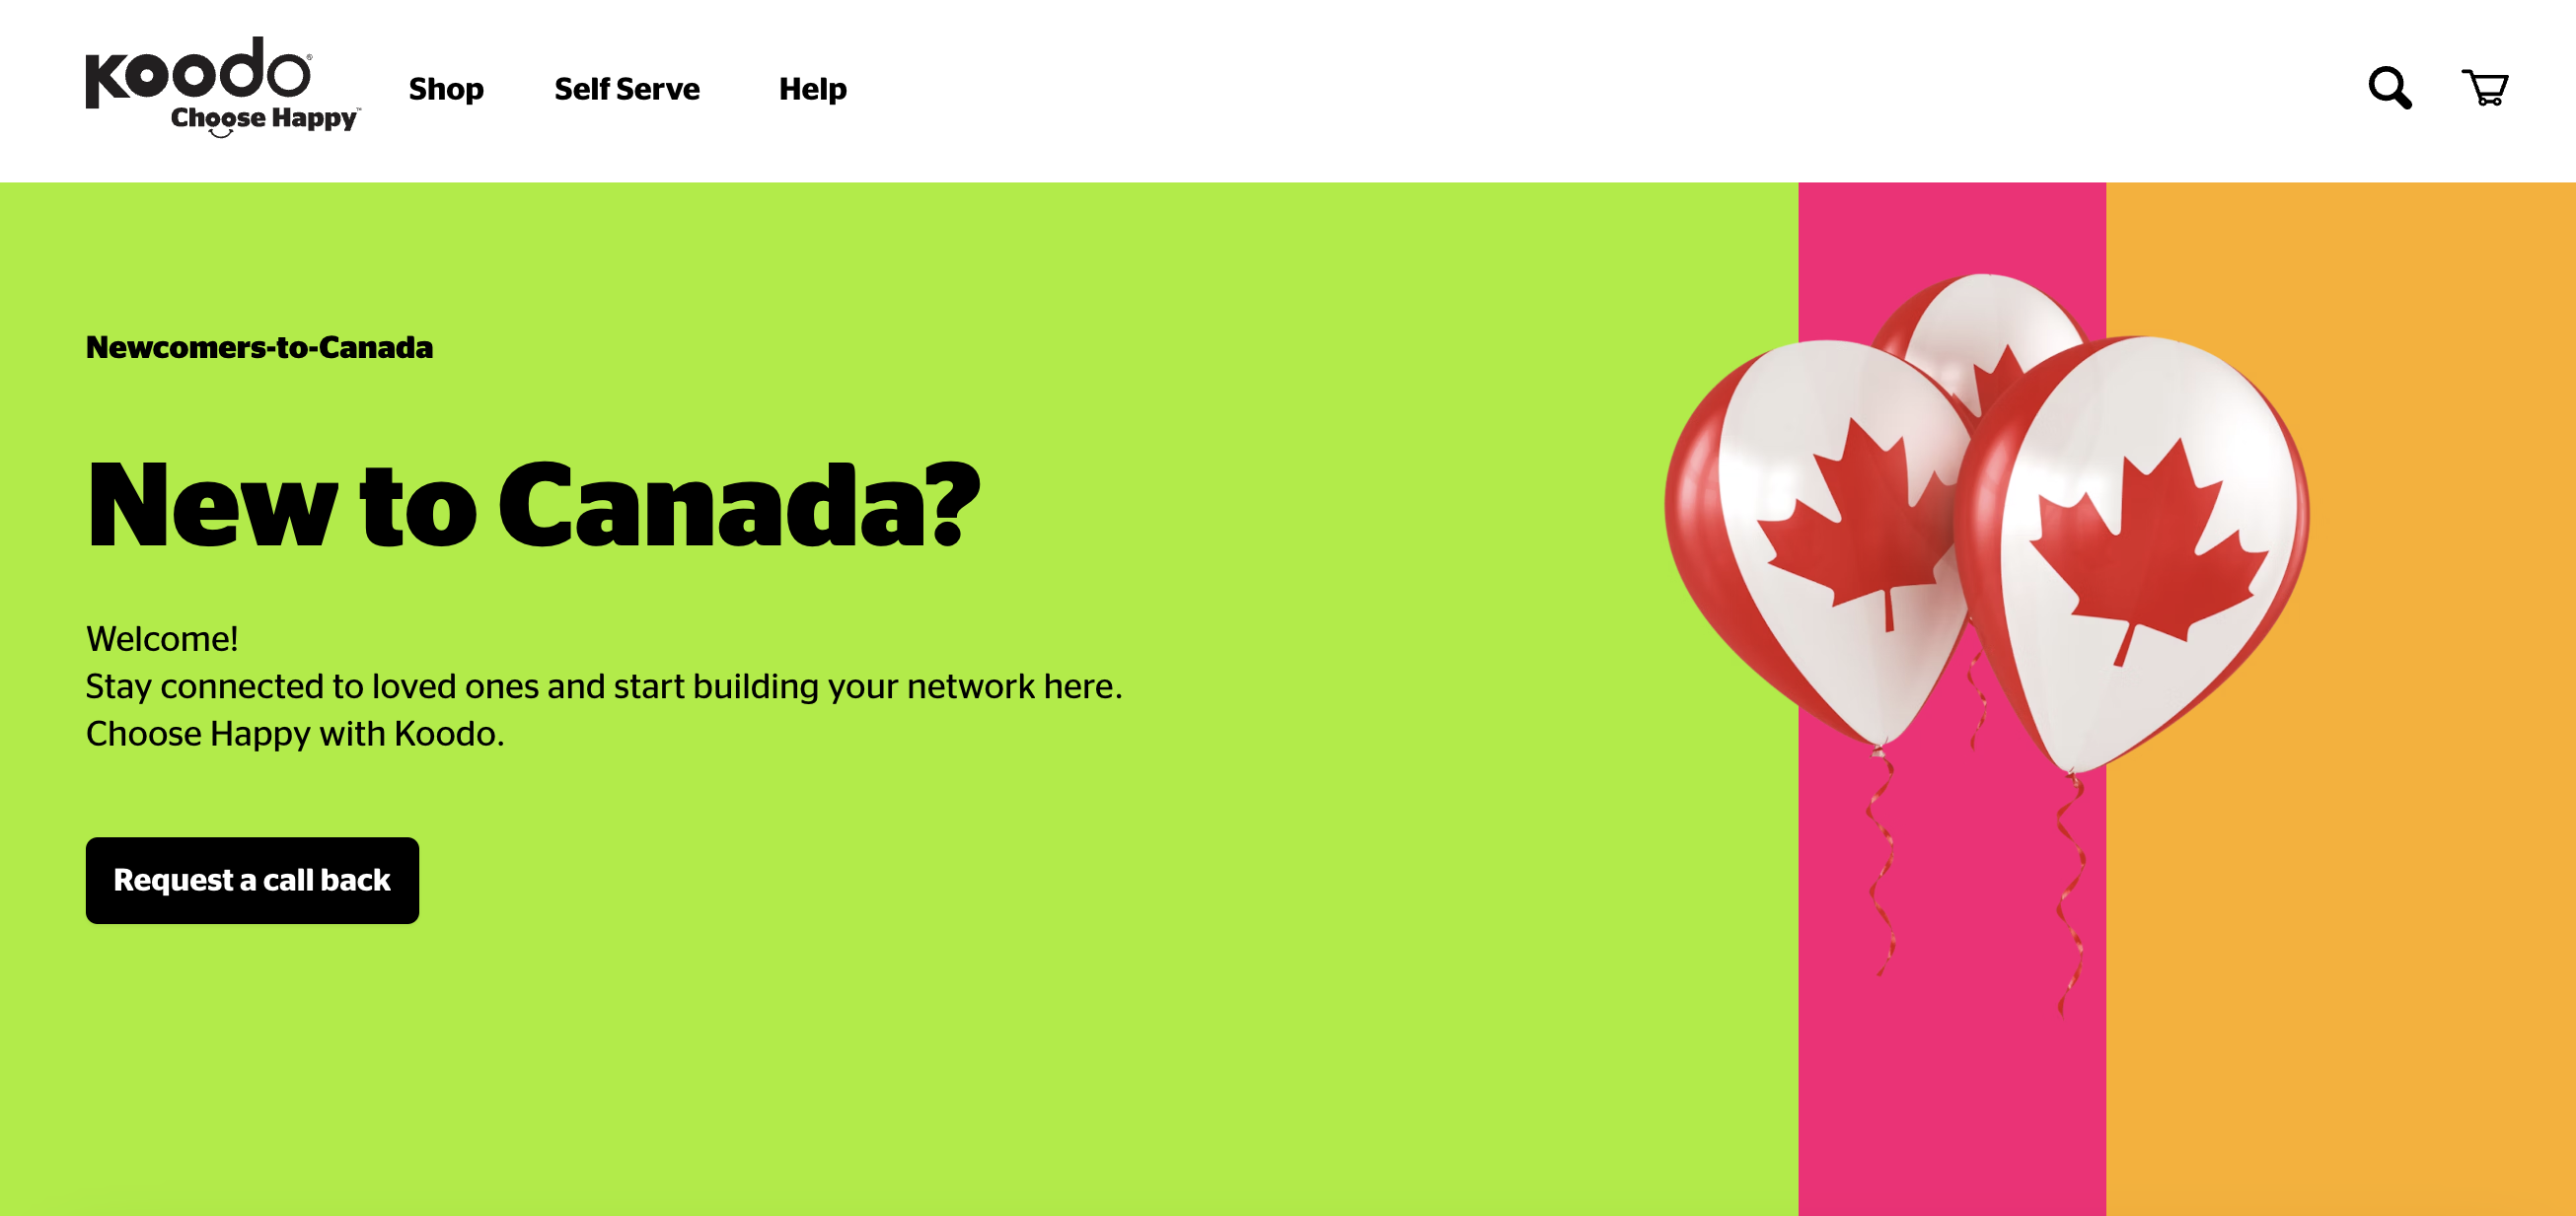 Koodo®
Choose Happy™
Shop
Self Serve
Help
Newcomers-to-Canada
New to Canada?
Welcome!
Stay connected to loved ones and start building your network here.
Choose Happy with Koodo.
Request a call back